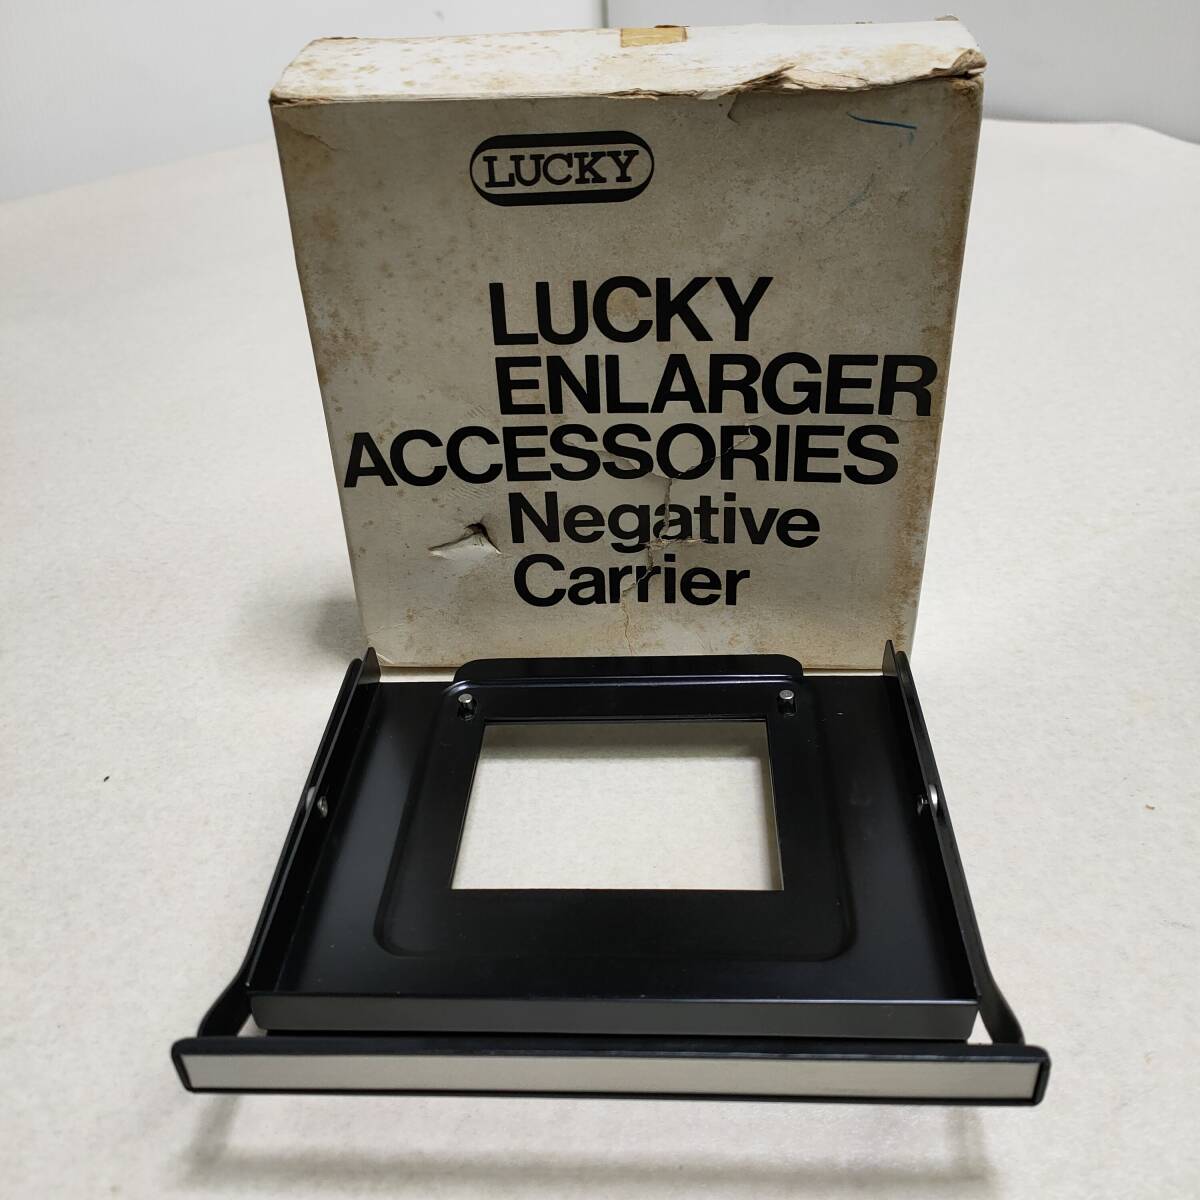 LUCKY
LUCKY
ENLARGER
ACCESSORIES
Negative
Carrier